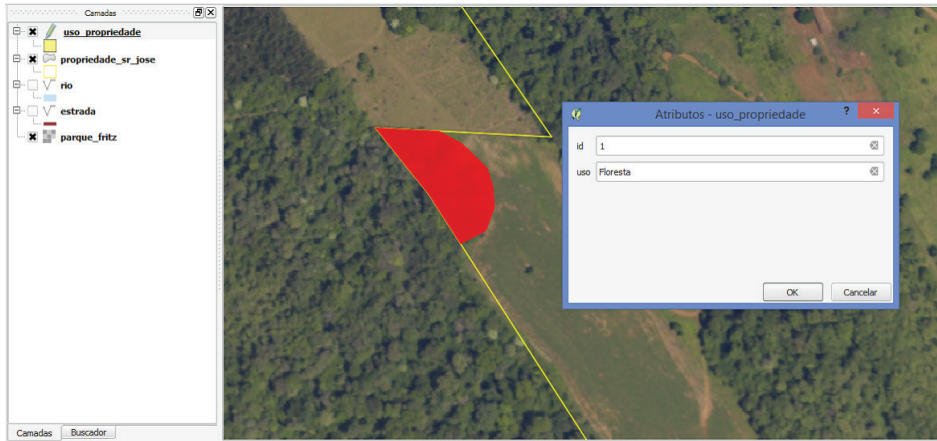 Camadas
uso_propriedade
propriedade_sr_jose
rio
estrada
parque_fritz
Camadas
Buscador
Atributos - uso_propriedade
?
id
1
uso
Floresta
OK
Cancelar